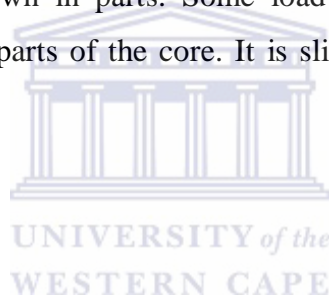 wn in parts. Some load
parts of the core. It is sli
UNIVERSITY of the
WESTERN CAPE